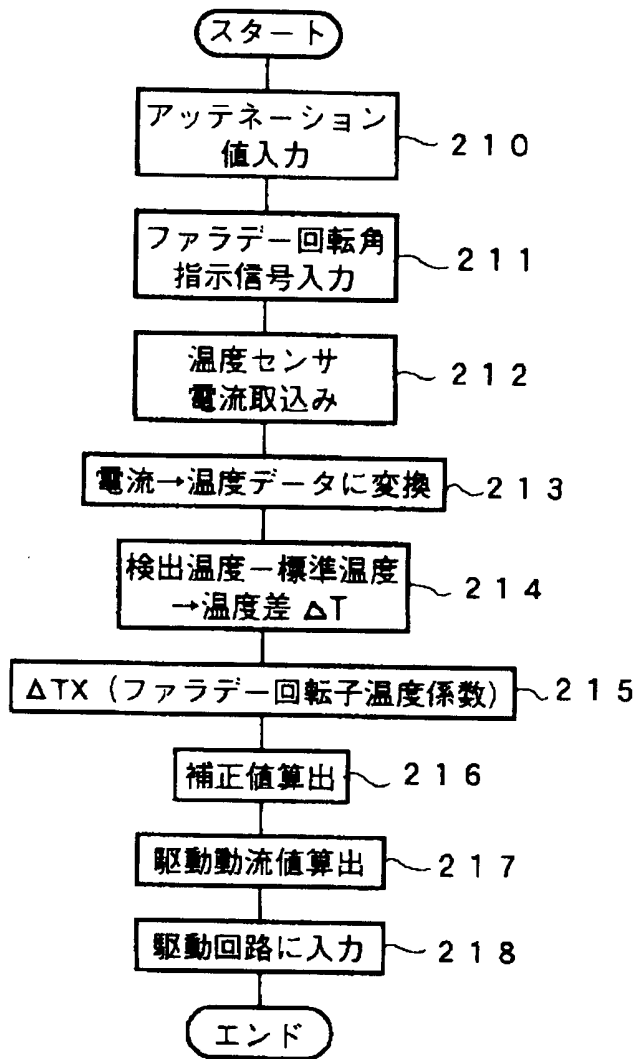 スタート
アッテネーション
値入力
210
ファラデー回転角
指示信号入力
211
温度センサ
電流取込み
212
電流→温度データに変換
213
検出温度－標準温度
→温度差 ΔT
214
ΔTX（ファラデー回転子温度係数）
215
補正値算出
216
駆動動流値算出
217
駆動回路に入力
218
エンド